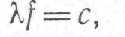 λf = c,